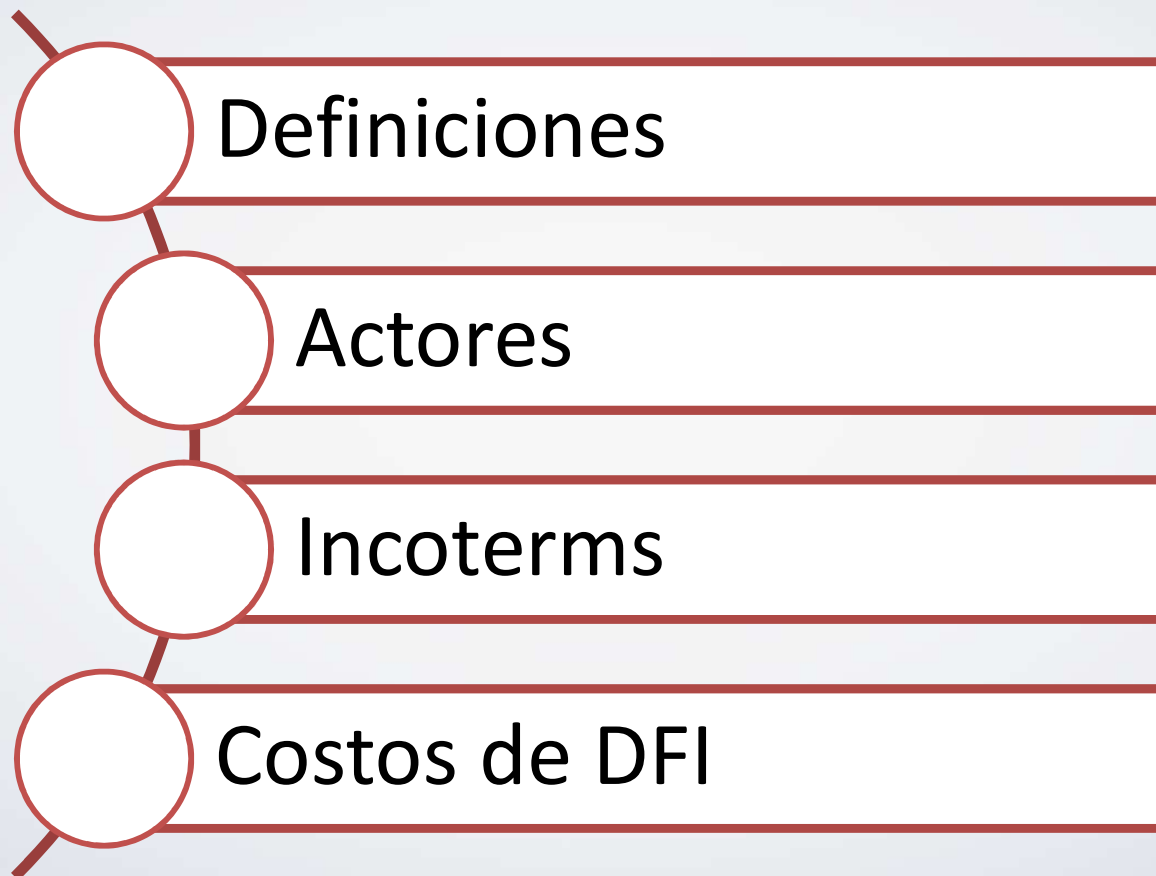 Definiciones
Actores
Incoterms
Costos de DFI